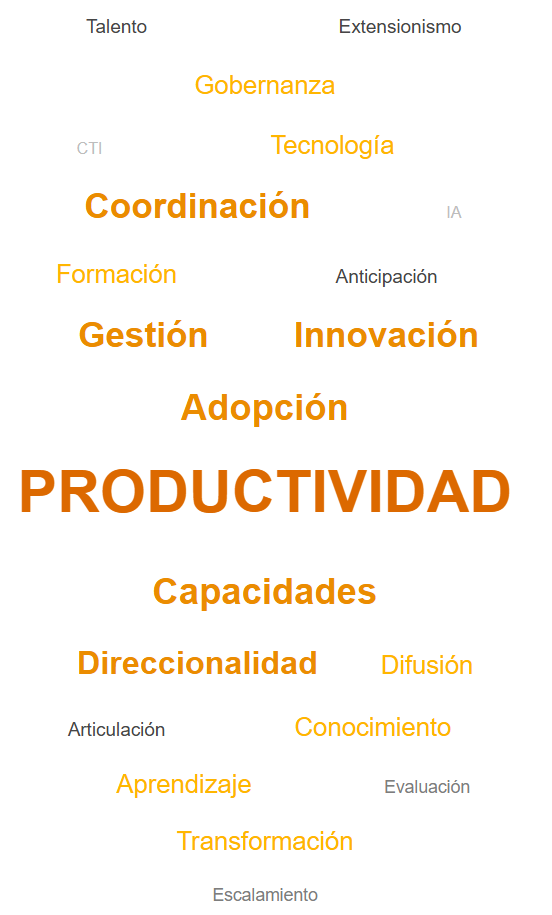 Talento Extensionismo
Gobernanza
CTI Tecnología
Coordinación IA
Formación Anticipación
Gestión Innovación
Adopción
PRODUCTIVIDAD
Capacidades
Direccionalidad Difusión
Articulación Conocimiento
Aprendizaje Evaluación
Transformación
Escalamiento